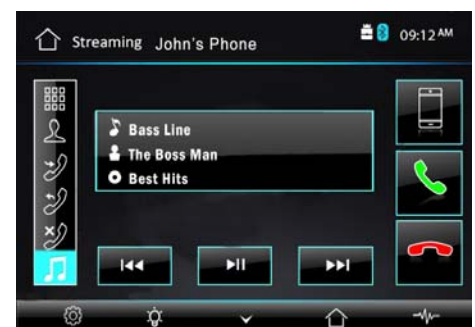 Streaming John's Phone 09:12 AM
Bass Line
The Boss Man
Best Hits